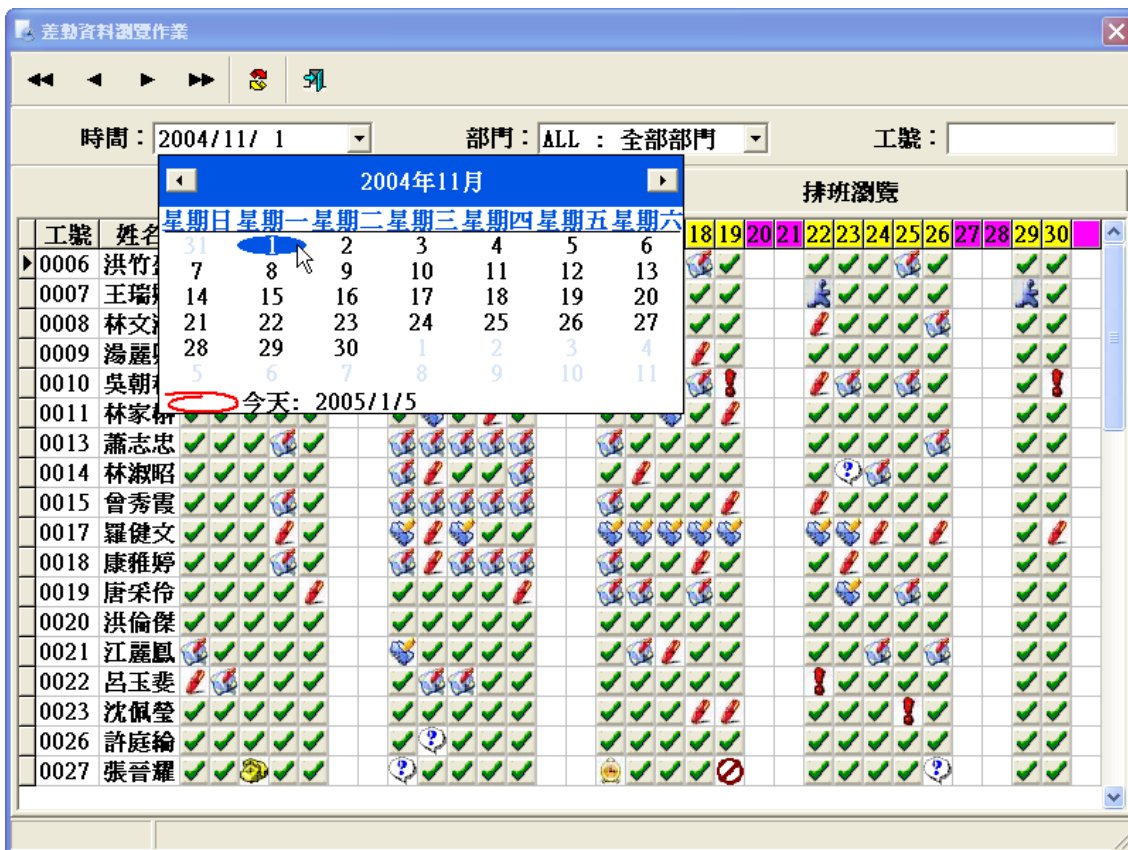 差勤資料瀏覽作業
時間：2004/11/ 1 部門：ALL : 全部部門 工號：
2004年11月 排班瀏覽
星期日 星期一 星期二 星期三 星期四 星期五 星期六
31 1 2 3 4 5 6
7 8 9 10 11 12 13
14 15 16 17 18 19 20
21 22 23 24 25 26 27
28 29 30 1 2 3 4
5 6 7 8 9 10 11
今天: 2005/1/5
工號 姓名 18 19 20 21 22 23 24 25 26 27 28 29 30
0006 洪竹
0007 王瑞
0008 林文
0009 湯麗
0010 吳朝
0011 林家
0013 蕭志忠
0014 林淑昭
0015 曾秀霞
0017 羅健文
0018 康雅婷
0019 唐采伶
0020 洪倫傑
0021 江麗鳳
0022 呂玉斐
0023 沈佩瑩
0026 許庭綸
0027 張晉耀